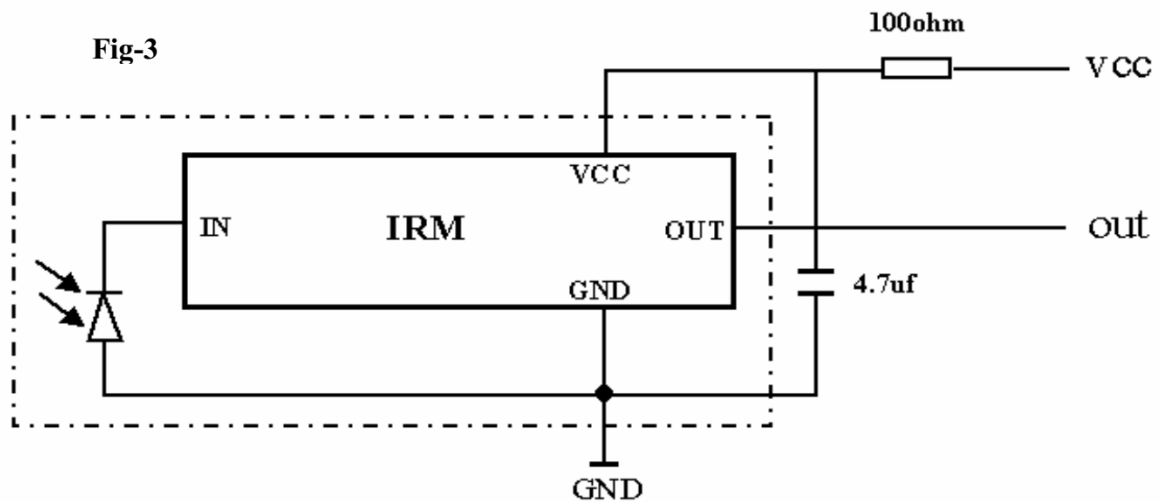 100ohm
Fig-3
VCC
VCC
IN
IRM
OUT
out
GND
4.7uf
GND